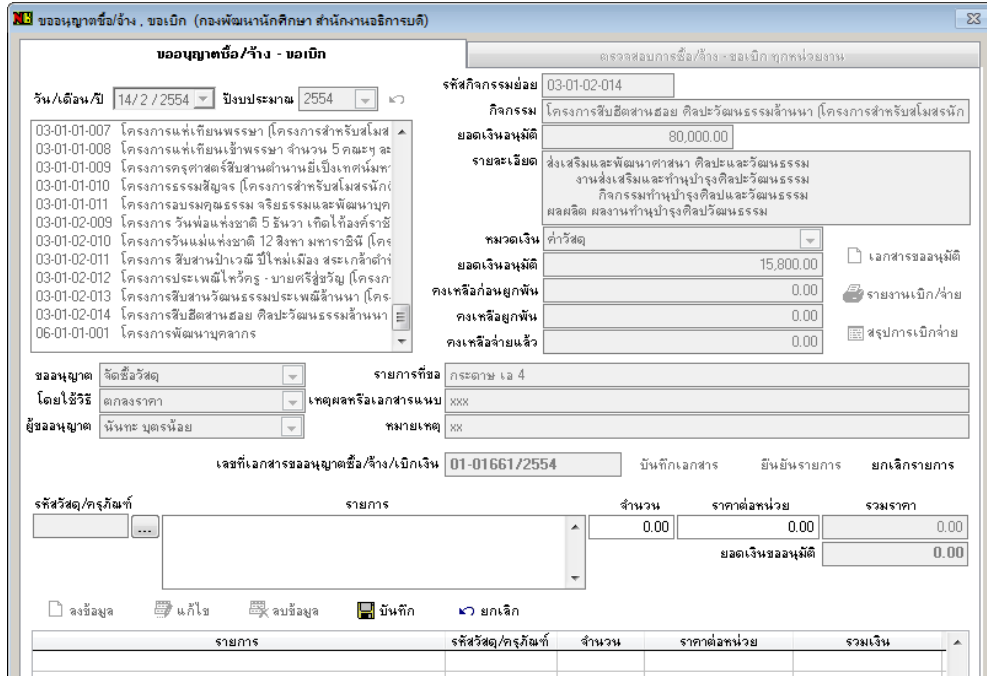 ขออนุญาตซื้อ/จ้าง , ขอเบิก (กองพัฒนานักศึกษา สำนักงานอธิการบดี)
ขออนุญาตซื้อ/จ้าง - ขอเบิก
ตรวจสอบการซื้อ/จ้าง - ขอเบิก ทุกหน่วยงาน
วัน/เดือน/ปี 14/2 / 2554 ปีงบประมาณ 2554
รหัสกิจกรรมย่อย 03-01-02-014
กิจกรรม โครงการสืบฮีตสานฮอย ศิลปะวัฒนธรรมล้านนา (โครงการสำหรับสโมสรนัก
ยอดเงินอนุมัติ 80,000.00
รายละเอียด ส่งเสริมและพัฒนาศาสนา ศิลปะและวัฒนธรรม
งานส่งเสริมและทำนุบำรุงศิลปะวัฒนธรรม
กิจกรรมทำนุบำรุงศิลปและวัฒนธรรม
ผลผลิต ผลงานทำนุบำรุงศิลปวัฒนธรรม
03-01-01-007 โครงการแห่เทียนพรรษา (โครงการสำหรับสโมส
03-01-01-008 โครงการแห่เทียนเข้าพรรษา จำนวน 5 คณะๆ ละ
03-01-01-009 โครงการครุศาสตร์สืบสานตำนานยี่เป็งเทศน์มหา
03-01-01-010 โครงการธรรมสัญจร (โครงการสำหรับสโมสรนัก
03-01-01-011 โครงการอบรมคุณธรรม จริยธรรมและพัฒนาบุค
03-01-02-009 โครงการ วันพ่อแห่งชาติ 5 ธันวา เทิดไท้องค์ราชั
03-01-02-010 โครงการวันแม่แห่งชาติ 12 สิงหา มหาราชินี (โคร
03-01-02-011 โครงการ สืบสานป๋าเวณี ปี๋ใหม่เมือง สระเกล้าดำ
03-01-02-012 โครงการประเพณีไหว้ครู - บายศรีสู่ขวัญ (โครงกา
03-01-02-013 โครงการสืบสานวัฒนธรรมประเพณีล้านนา (โคร
03-01-02-014 โครงการสืบฮีตสานฮอย ศิลปะวัฒนธรรมล้านนา
06-01-01-001 โครงการพัฒนาบุคลากร
หมวดเงิน ค่าวัสดุ
ยอดเงินอนุมัติ 15,800.00
คงเหลือก่อนผูกพัน 0.00
คงเหลือผูกพัน 0.00
คงเหลือจ่ายแล้ว 0.00
เอกสารขออนุมัติ
รายงานเบิก/จ่าย
สรุปการเบิกจ่าย
ขออนุญาต จัดซื้อวัสดุ รายการที่ขอ กระดาษ เอ 4
โดยใช้วิธี ตกลงราคา เหตุผลหรือเอกสารแนบ xxx
ผู้ขออนุญาต นันทะ บุตรน้อย หมายเหตุ xx
เลขที่เอกสารขออนุญาตซื้อ/จ้าง/เบิกเงิน 01-01661/2554 บันทึกเอกสาร ยืนยันรายการ ยกเลิกรายการ
รหัสวัสดุ/ครุภัณฑ์ รายการ จำนวน ราคาต่อหน่วย รวมราคา
... 0.00 0.00 0.00
ยอดเงินขออนุมัติ 0.00
ลงข้อมูล แก้ไข ลบข้อมูล บันทึก ยกเลิก
รายการ รหัสวัสดุ/ครุภัณฑ์ จำนวน ราคาต่อหน่วย รวมเงิน